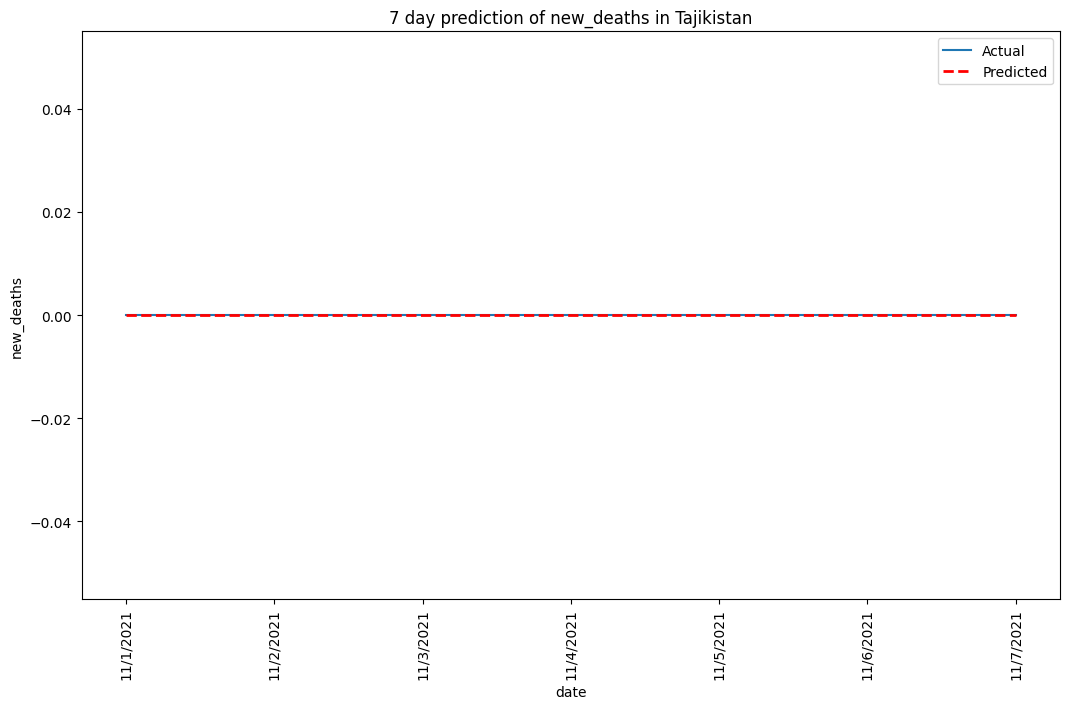 7 day prediction of new_deaths in Tajikistan
Actual
Predicted
0.04
0.02
0.00
−0.02
−0.04
new_deaths
11/1/2021
11/2/2021
11/3/2021
11/4/2021
11/5/2021
11/6/2021
11/7/2021
date